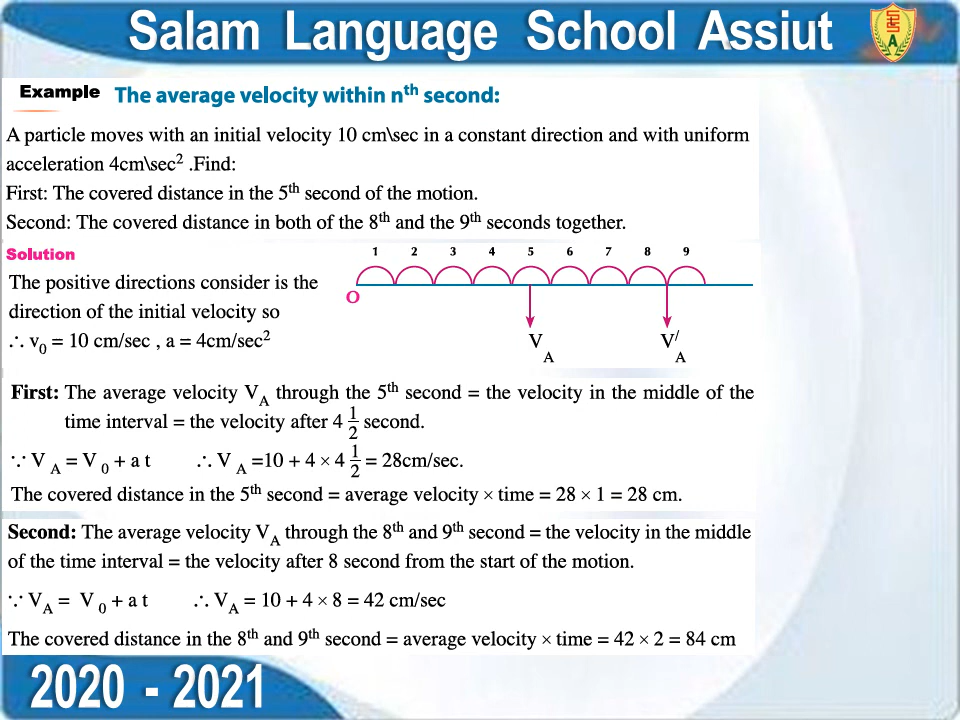 Salam Language School Assiut
Example The average velocity within nth second:
A particle moves with an initial velocity 10 cm\sec in a constant direction and with uniform
acceleration 4cm\sec² .Find:
First: The covered distance in the 5th second of the motion.
Second: The covered distance in both of the 8th and the 9th seconds together.
Solution
1 2 3 4 5 6 7 8 9
O
V_A V′_A
The positive directions consider is the
direction of the initial velocity so
∴ v₀ = 10 cm/sec , a = 4cm/sec²
First: The average velocity V_A through the 5th second = the velocity in the middle of the
time interval = the velocity after 4 1/2 second.
∵ V_A = V₀ + a t ∴ V_A =10 + 4 × 4 1/2 = 28cm/sec.
The covered distance in the 5th second = average velocity × time = 28 × 1 = 28 cm.
Second: The average velocity V_A through the 8th and 9th second = the velocity in the middle
of the time interval = the velocity after 8 second from the start of the motion.
∵ V_A = V₀ + a t ∴ V_A = 10 + 4 × 8 = 42 cm/sec
The covered distance in the 8th and 9th second = average velocity × time = 42 × 2 = 84 cm
2020 - 2021